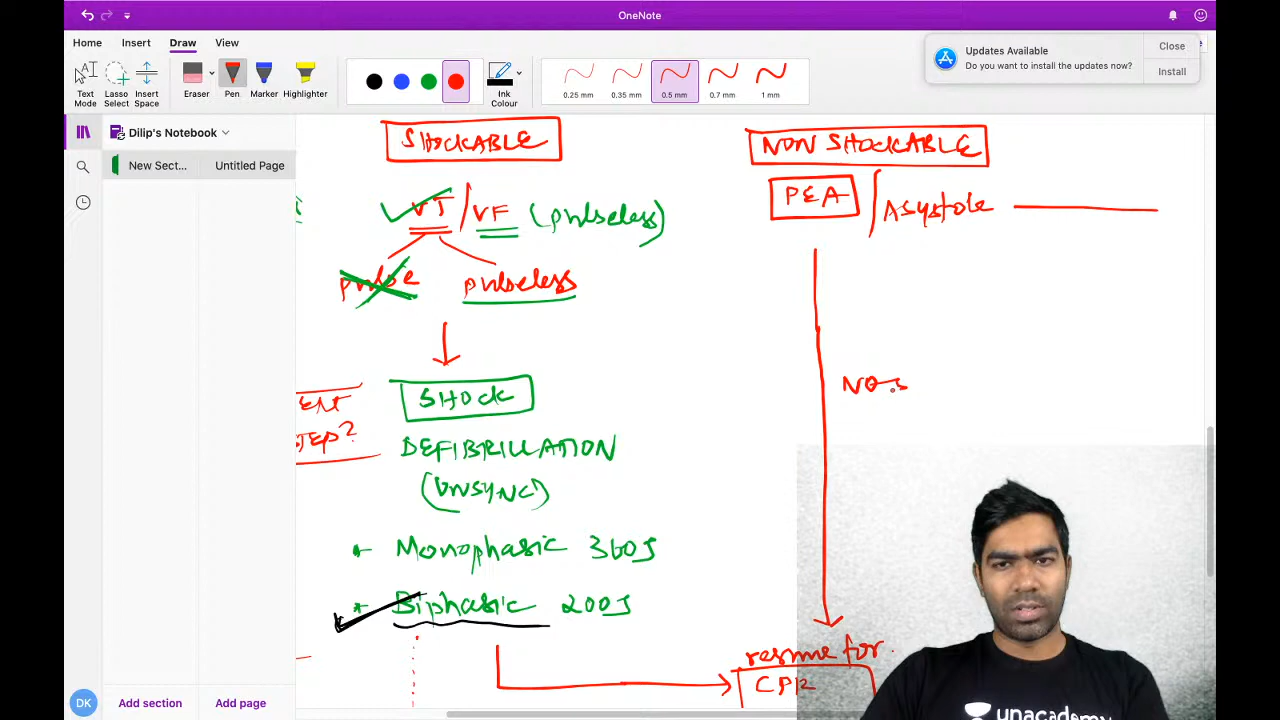 OneNote
Home Insert Draw View
Updates Available
Do you want to install the updates now?
Close
Install
Text Mode
Lasso Select
Insert Space
Eraser
Pen
Marker
Highlighter
Ink Colour
0.25 mm
0.35 mm
0.5 mm
0.7 mm
1 mm
Dilip's Notebook
New Sect...
Untitled Page
SHOCKABLE
NON SHOCKABLE
VT / VF (pulseless)
PEA / Asystole
pulse pulseless
NO.S
SHOCK
DEFIBRILLATION
(UNSYNC)
Monophasic 360J
Biphasic 200J
resume for
CPR
DK
Add section
Add page
unacademy